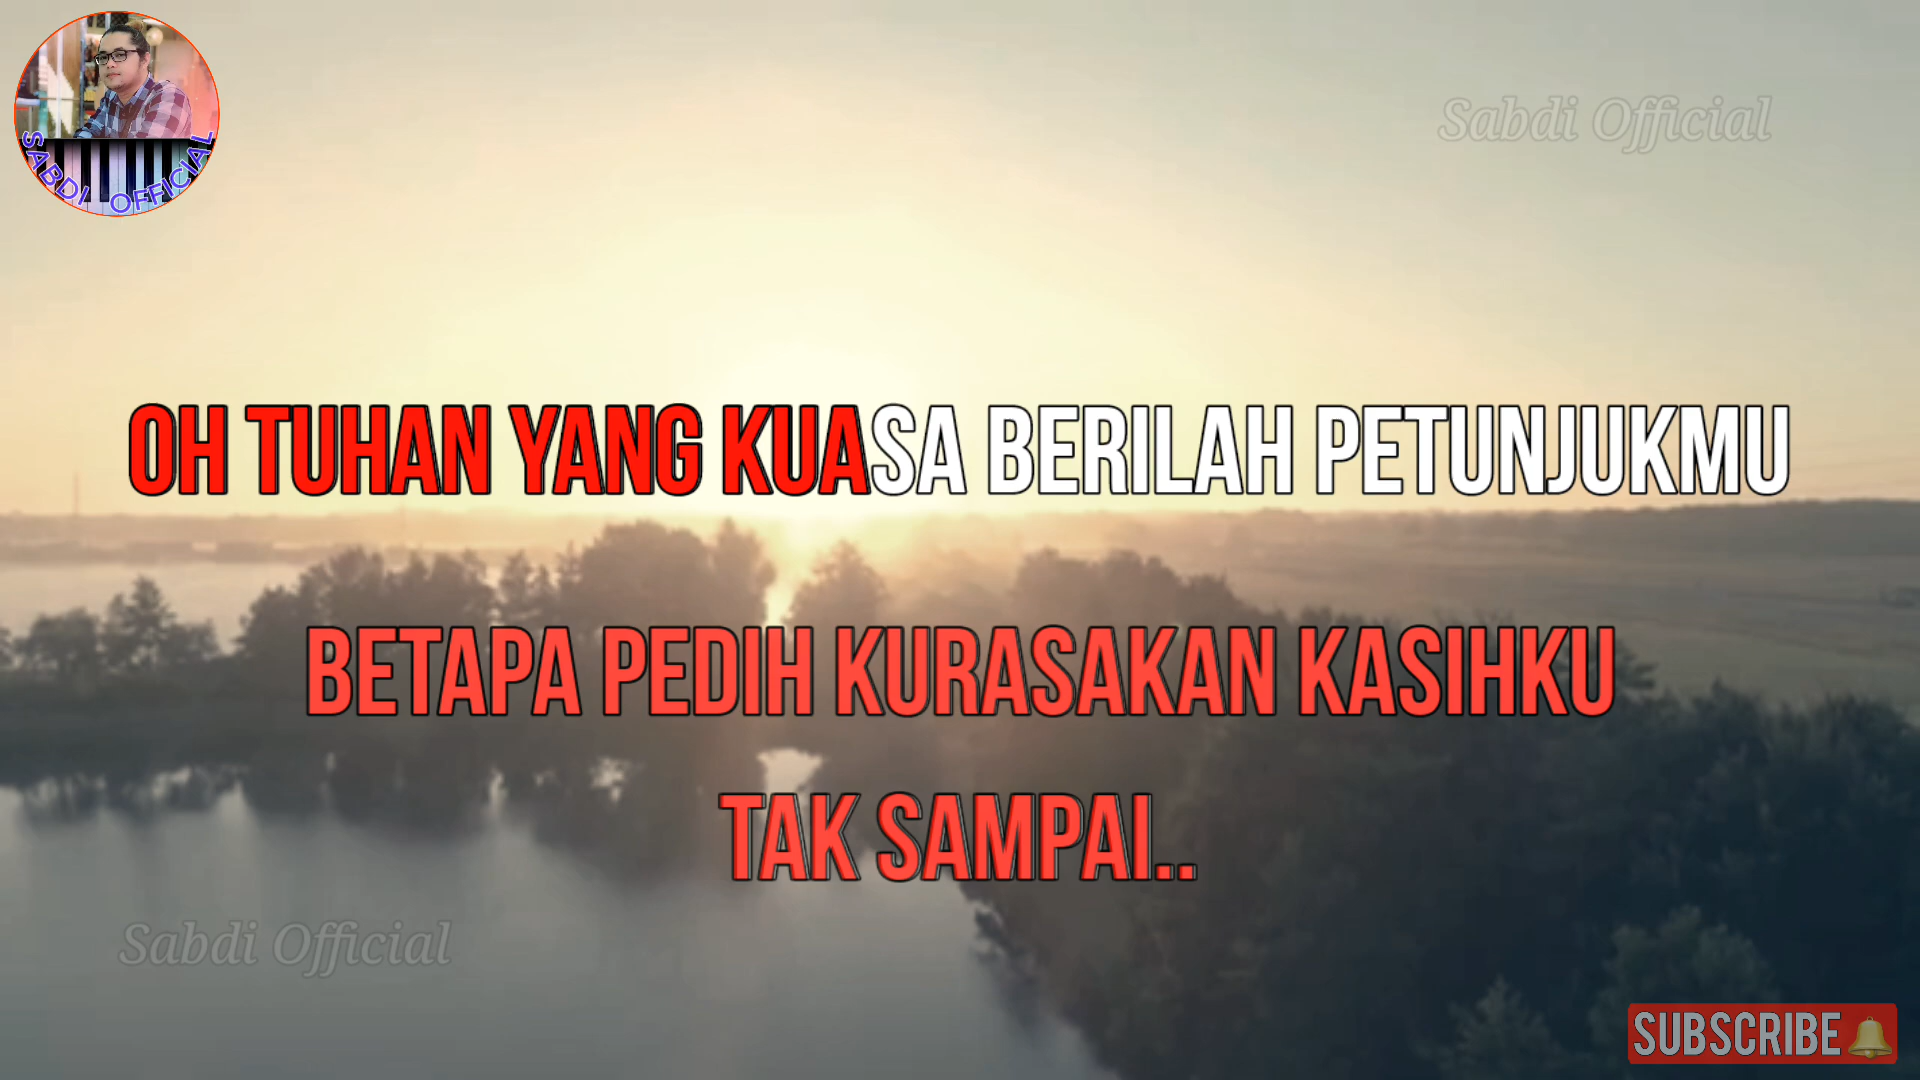 SABDI OFFICIAL
Sabdi Official
OH TUHAN YANG KUASA BERILAH PETUNJUKMU
BETAPA PEDIH KURASAKAN KASIHKU
TAK SAMPAI..
Sabdi Official
SUBSCRIBE